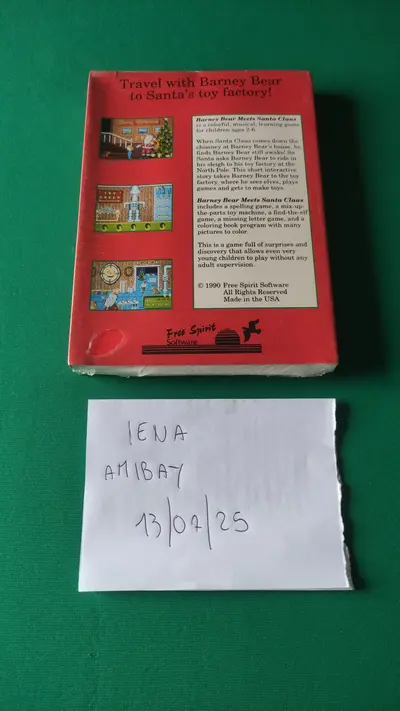 Travel with Barney Bear
to Santa's toy factory!
Barney Bear Meets Santa Claus
is a colorful, musical, learning game
for children ages 2-6.
When Santa Claus comes down the
chimney at Barney Bear's house, he
finds Barney Bear still awake! So
Santa asks Barney Bear to ride in
his sleigh to his toy factory at the
North Pole. This short interactive
story takes Barney Bear to the toy
factory, where he sees elves, plays
games and gets to make toys.
Barney Bear Meets Santa Claus
includes a spelling game, a mix-up-
the-parts toy machine, a find-the-elf
game, a missing letter game, and a
coloring book program with many
pictures to color.
This is a game full of surprises and
discovery that allows even very
young children to play without any
adult supervision.
© 1990 Free Spirit Software
All Rights Reserved
Made in the USA
Free Spirit
Software
IENA
AMIBAY
13/07/25